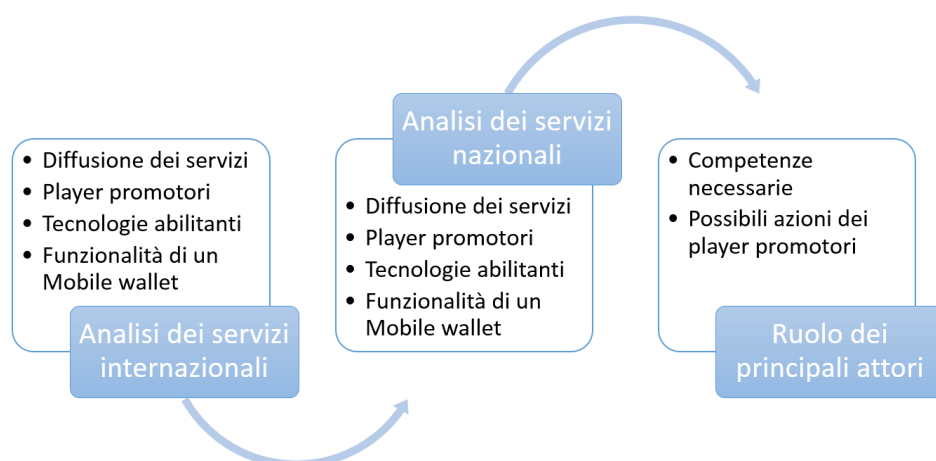 • Diffusione dei servizi
• Player promotori
• Tecnologie abilitanti
• Funzionalità di un
Mobile wallet
Analisi dei servizi
internazionali
Analisi dei servizi
nazionali
• Diffusione dei servizi
• Player promotori
• Tecnologie abilitanti
• Funzionalità di un
Mobile wallet
• Competenze
necessarie
• Possibili azioni dei
player promotori
Ruolo dei
principali attori